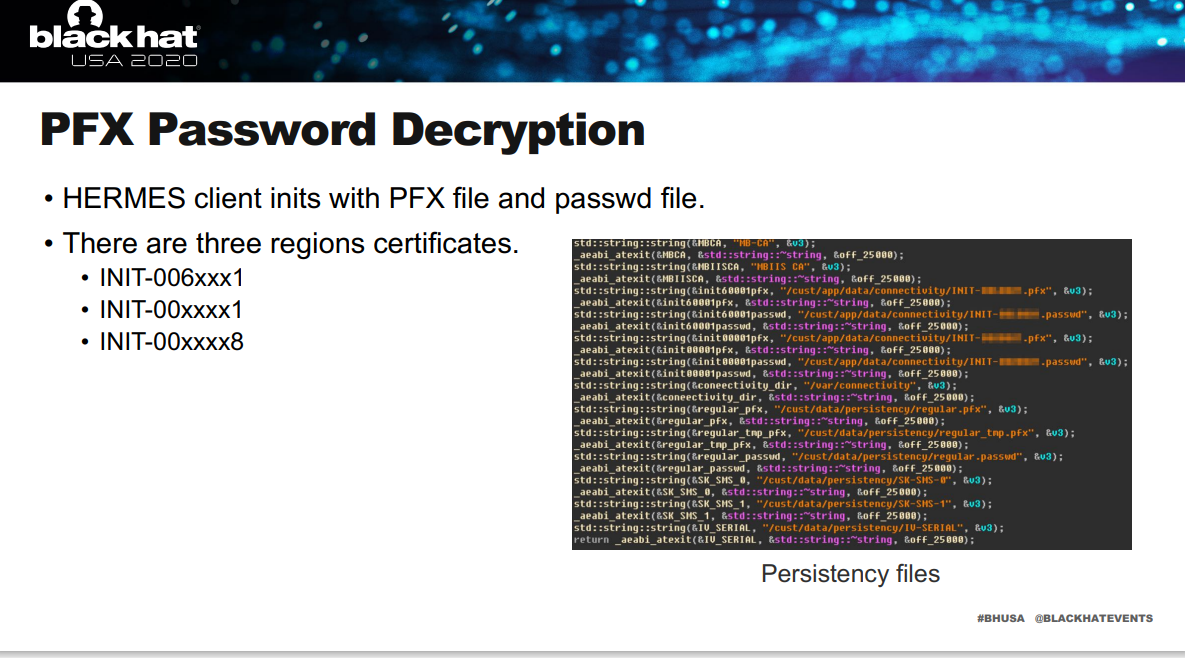 black hat
USA 2020
PFX Password Decryption
• HERMES client inits with PFX file and passwd file.
• There are three regions certificates.
• INIT-006xxx1
• INIT-00xxxx1
• INIT-00xxxx8
std::string::string(&MBCA, "MB-CA", &v3);
_aeabi_atexit(&MBCA, &std::string::~string, &off_25000);
std::string::string(&MBIISCA, "MBIIS CA", &v3);
_aeabi_atexit(&MBIISCA, &std::string::~string, &off_25000);
std::string::string(&init60001pfx, "/cust/app/data/connectivity/INIT- .pfx", &v3);
_aeabi_atexit(&init60001pfx, &std::string::~string, &off_25000);
std::string::string(&init60001passwd, "/cust/app/data/connectivity/INIT- .passwd", &v3);
_aeabi_atexit(&init60001passwd, &std::string::~string, &off_25000);
std::string::string(&init00001pfx, "/cust/app/data/connectivity/INIT- .pfx", &v3);
_aeabi_atexit(&init00001pfx, &std::string::~string, &off_25000);
std::string::string(&init00001passwd, "/cust/app/data/connectivity/INIT- .passwd", &v3);
_aeabi_atexit(&init00001passwd, &std::string::~string, &off_25000);
std::string::string(&coneectivity_dir, "/var/connectivity", &v3);
_aeabi_atexit(&coneectivity_dir, &std::string::~string, &off_25000);
std::string::string(&regular_pfx, "/cust/data/persistency/regular.pfx", &v3);
_aeabi_atexit(&regular_pfx, &std::string::~string, &off_25000);
std::string::string(&regular_tmp_pfx, "/cust/data/persistency/regular_tmp.pfx", &v3);
_aeabi_atexit(&regular_tmp_pfx, &std::string::~string, &off_25000);
std::string::string(&regular_passwd, "/cust/data/persistency/regular.passwd", &v3);
_aeabi_atexit(&regular_passwd, &std::string::~string, &off_25000);
std::string::string(&SK_SMS_0, "/cust/data/persistency/SK-SMS-0", &v3);
_aeabi_atexit(&SK_SMS_0, &std::string::~string, &off_25000);
std::string::string(&SK_SMS_1, "/cust/data/persistency/SK-SMS-1", &v3);
_aeabi_atexit(&SK_SMS_1, &std::string::~string, &off_25000);
std::string::string(&IV_SERIAL, "/cust/data/persistency/IV-SERIAL", &v3);
return _aeabi_atexit(&IV_SERIAL, &std::string::~string, &off_25000);
Persistency files
#BHUSA @BLACKHATEVENTS